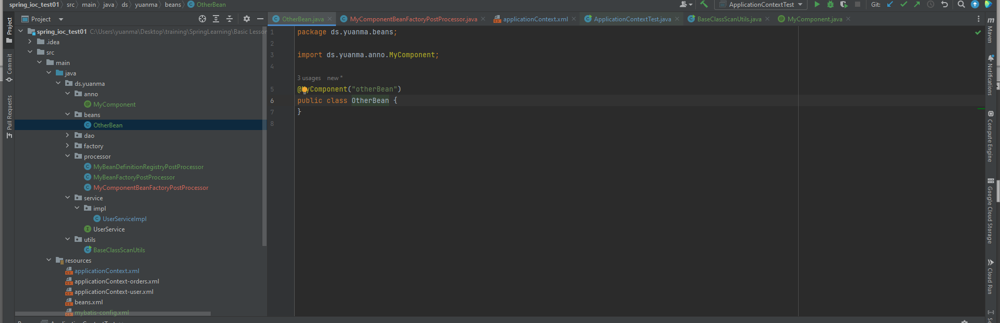 spring_ioc_test01 src main java ds yuanma beans OtherBean
ApplicationContextTest Git:
Project
OtherBean.java MyComponentBeanFactoryPostProcessor.java applicationContext.xml ApplicationContextTest.java BaseClassScanUtils.java MyComponent.java
Project
Commit
Pull Requests
spring_ioc_test01 C:\Users\yuanma\Desktop\training\SpringLearning\Basic Lesson
.idea
src
main
java
ds.yuanma
anno
MyComponent
beans
OtherBean
dao
factory
processor
MyBeanDefinitionRegistryPostProcessor
MyBeanFactoryPostProcessor
MyComponentBeanFactoryPostProcessor
service
impl
UserServiceImpl
UserService
utils
BaseClassScanUtils
resources
applicationContext.xml
applicationContext-orders.xml
applicationContext-user.xml
beans.xml
mybatis-config.xml
1 package ds.yuanma.beans;
2
3 import ds.yuanma.anno.MyComponent;
4
3 usages new *
5 @MyComponent("otherBean")
6 public class OtherBean {
7 }
8
Maven
Notifications
Compute Engine
Google Cloud Storage
Cloud Run